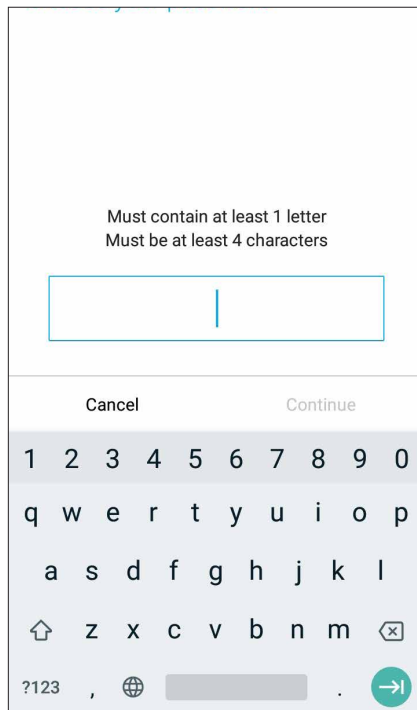 Must contain at least 1 letter
Must be at least 4 characters
Cancel Continue
1 2 3 4 5 6 7 8 9 0
q w e r t y u i o p
a s d f g h j k l
z x c v b n m
?123 , .